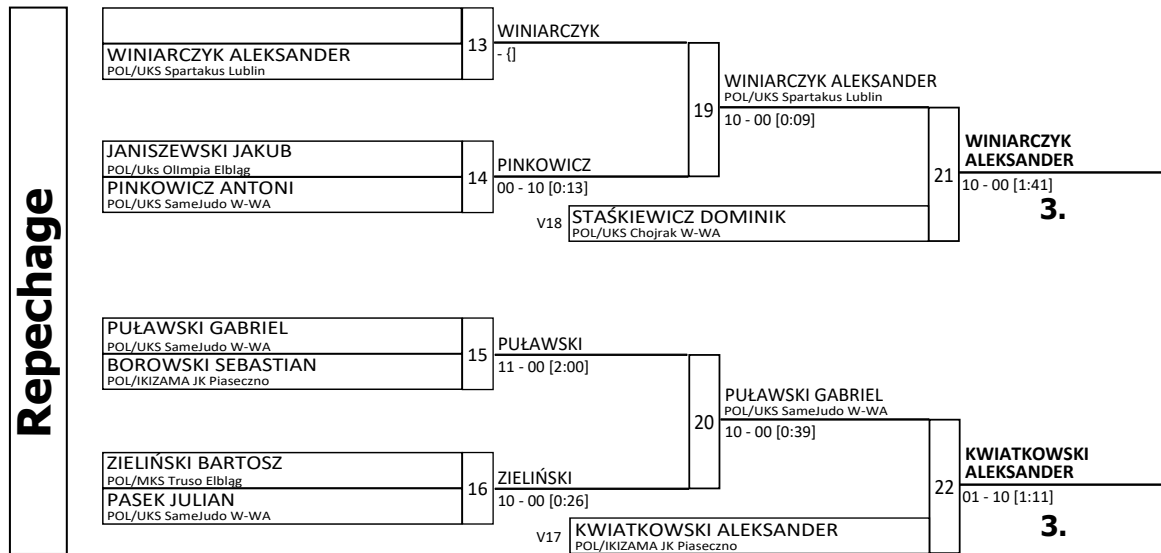 Repechage
WINIARCZYK ALEKSANDER
POL/UKS Spartakus Lublin
13
WINIARCZYK
- {]
JANISZEWSKI JAKUB
POL/Uks OlImpia Elbląg
PINKOWICZ ANTONI
POL/UKS SameJudo W-WA
14
PINKOWICZ
00 - 10 [0:13]
19
WINIARCZYK ALEKSANDER
POL/UKS Spartakus Lublin
10 - 00 [0:09]
V18
STAŚKIEWICZ DOMINIK
POL/UKS Chojrak W-WA
21
WINIARCZYK
ALEKSANDER
10 - 00 [1:41]
3.
PUŁAWSKI GABRIEL
POL/UKS SameJudo W-WA
BOROWSKI SEBASTIAN
POL/IKIZAMA JK Piaseczno
15
PUŁAWSKI
11 - 00 [2:00]
ZIELIŃSKI BARTOSZ
POL/MKS Truso Elbląg
PASEK JULIAN
POL/UKS SameJudo W-WA
16
ZIELIŃSKI
10 - 00 [0:26]
20
PUŁAWSKI GABRIEL
POL/UKS SameJudo W-WA
10 - 00 [0:39]
V17
KWIATKOWSKI ALEKSANDER
POL/IKIZAMA JK Piaseczno
22
KWIATKOWSKI
ALEKSANDER
01 - 10 [1:11]
3.